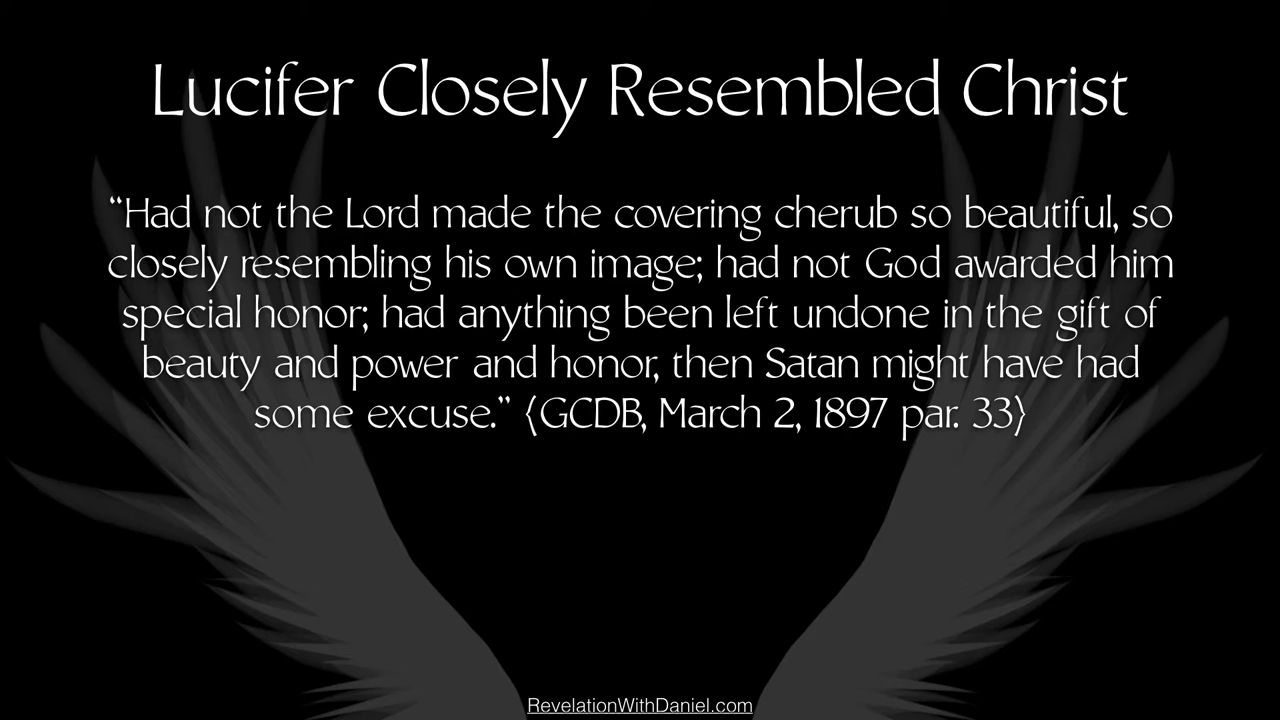 Lucifer Closely Resembled Christ
“Had not the Lord made the covering cherub so beautiful, so
closely resembling his own image; had not God awarded him
special honor; had anything been left undone in the gift of
beauty and power and honor, then Satan might have had
some excuse.” {GCDB, March 2, 1897 par. 33}
RevelationWithDaniel.com